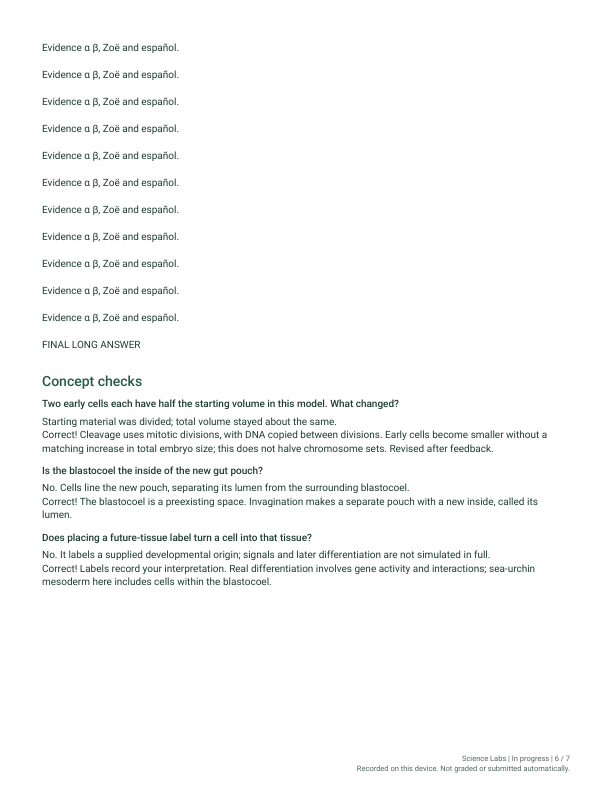 Evidence α β, Zoë and español.
Evidence α β, Zoë and español.
Evidence α β, Zoë and español.
Evidence α β, Zoë and español.
Evidence α β, Zoë and español.
Evidence α β, Zoë and español.
Evidence α β, Zoë and español.
Evidence α β, Zoë and español.
Evidence α β, Zoë and español.
Evidence α β, Zoë and español.
Evidence α β, Zoë and español.
FINAL LONG ANSWER
Concept checks
Two early cells each have half the starting volume in this model. What changed?
Starting material was divided; total volume stayed about the same.
Correct! Cleavage uses mitotic divisions, with DNA copied between divisions. Early cells become smaller without a
matching increase in total embryo size; this does not halve chromosome sets. Revised after feedback.
Is the blastocoel the inside of the new gut pouch?
No. Cells line the new pouch, separating its lumen from the surrounding blastocoel.
Correct! The blastocoel is a preexisting space. Invagination makes a separate pouch with a new inside, called its
lumen.
Does placing a future-tissue label turn a cell into that tissue?
No. It labels a supplied developmental origin; signals and later differentiation are not simulated in full.
Correct! Labels record your interpretation. Real differentiation involves gene activity and interactions; sea-urchin
mesoderm here includes cells within the blastocoel.
Science Labs | In progress | 6 / 7
Recorded on this device. Not graded or submitted automatically.